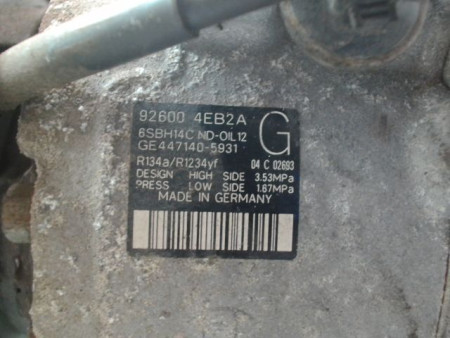 92600 4EB2A
6SBH14C ND-OIL12
G
GE447140-5931
R134a/R1234yf 04 C 02693
DESIGN HIGH SIDE 3.53MPa
PRESS LOW SIDE 1.67MPa
MADE IN GERMANY